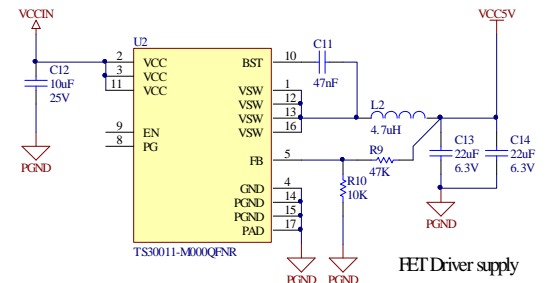 VCCIN
VCC5V
U2
C11
2 VCC BST 10
3 VCC
11 VCC
47nF
C12
10uF
25V
VSW 1
VSW 12
VSW 13
VSW 16
L2
4.7uH
9 EN
8 PG
FB 5
R9
47K
C13
22uF
6.3V
C14
22uF
6.3V
R10
10K
PGND
GND 4
PGND 14
PGND 15
PAD 17
PGND
TS30011-M000QFNR
FET Driver supply
PGND
PGND